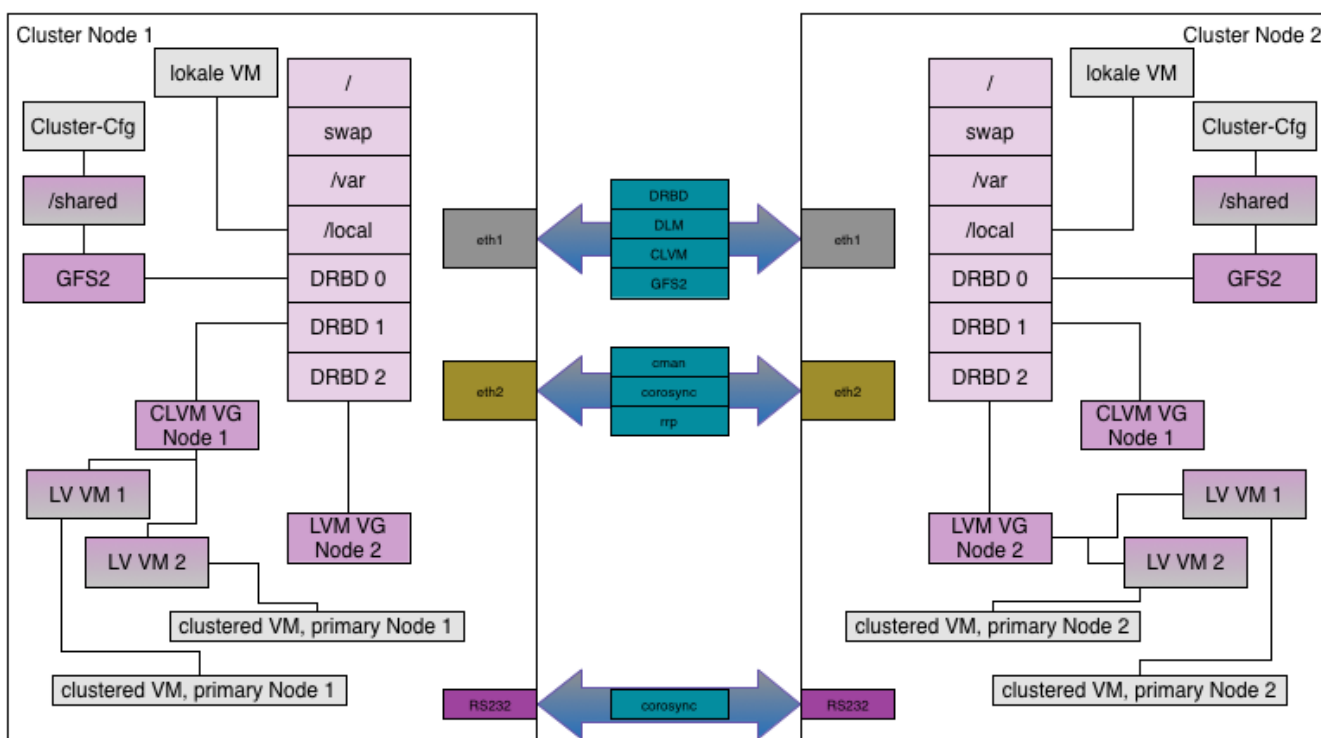 Cluster Node 1
lokale VM
Cluster-Cfg
/shared
GFS2
/
swap
/var
/local
DRBD 0
DRBD 1
DRBD 2
CLVM VG
Node 1
LV VM 1
LV VM 2
LVM VG
Node 2
clustered VM, primary Node 1
clustered VM, primary Node 1
eth1
eth2
RS232
DRBD
DLM
CLVM
GFS2
cman
corosync
rrp
corosync
eth1
eth2
RS232
Cluster Node 2
lokale VM
Cluster-Cfg
/shared
GFS2
/
swap
/var
/local
DRBD 0
DRBD 1
DRBD 2
CLVM VG
Node 1
LV VM 1
LV VM 2
LVM VG
Node 2
clustered VM, primary Node 2
clustered VM, primary Node 2